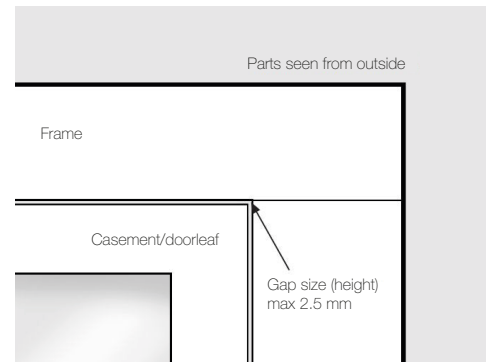 Parts seen from outside
Frame
Casement/doorleaf
Gap size (height)
max 2.5 mm